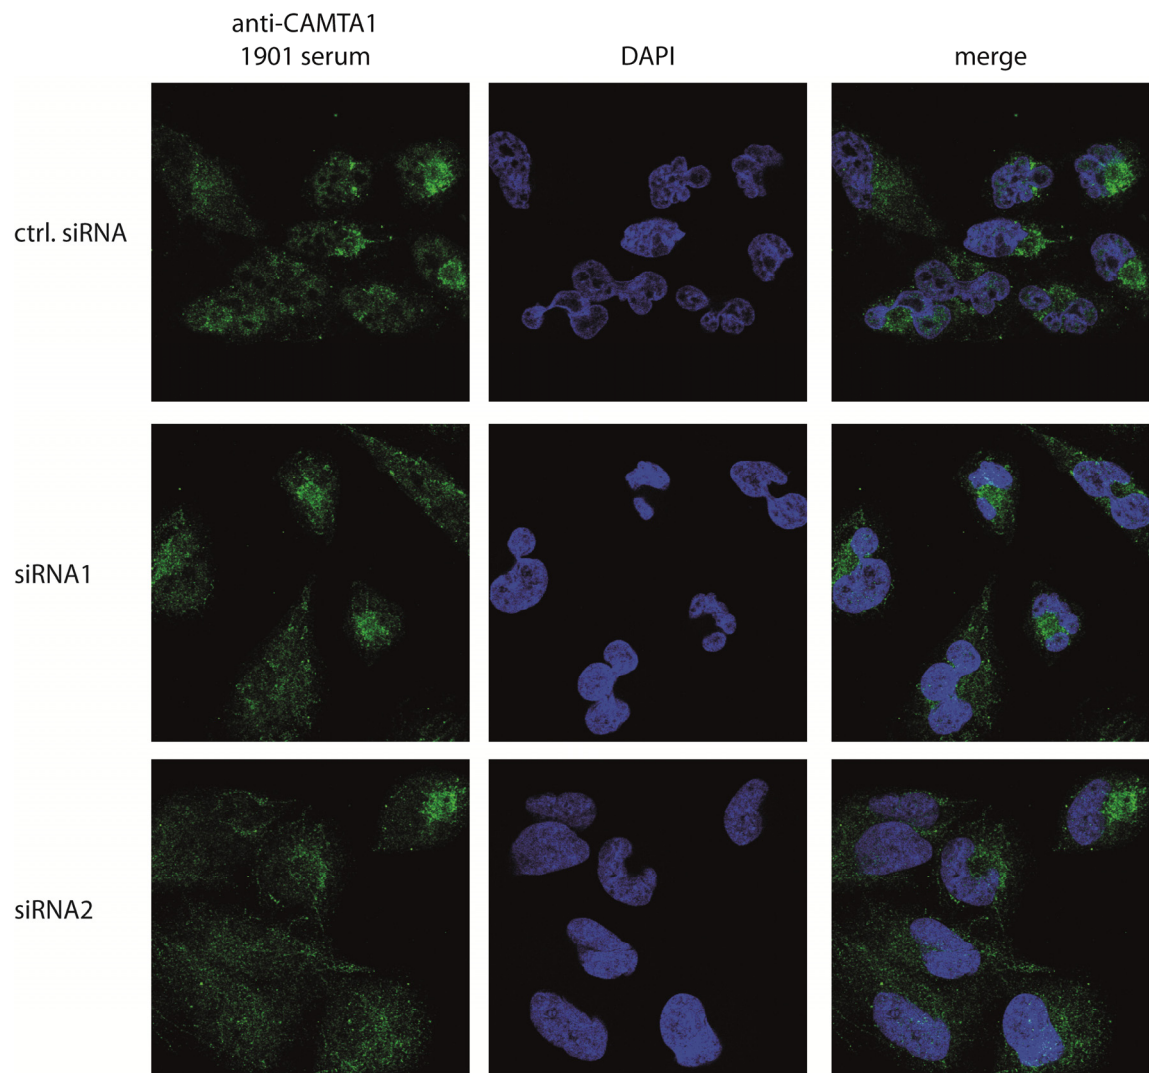 anti-CAMTA1
1901 serum
DAPI
merge
ctrl. siRNA
siRNA1
siRNA2